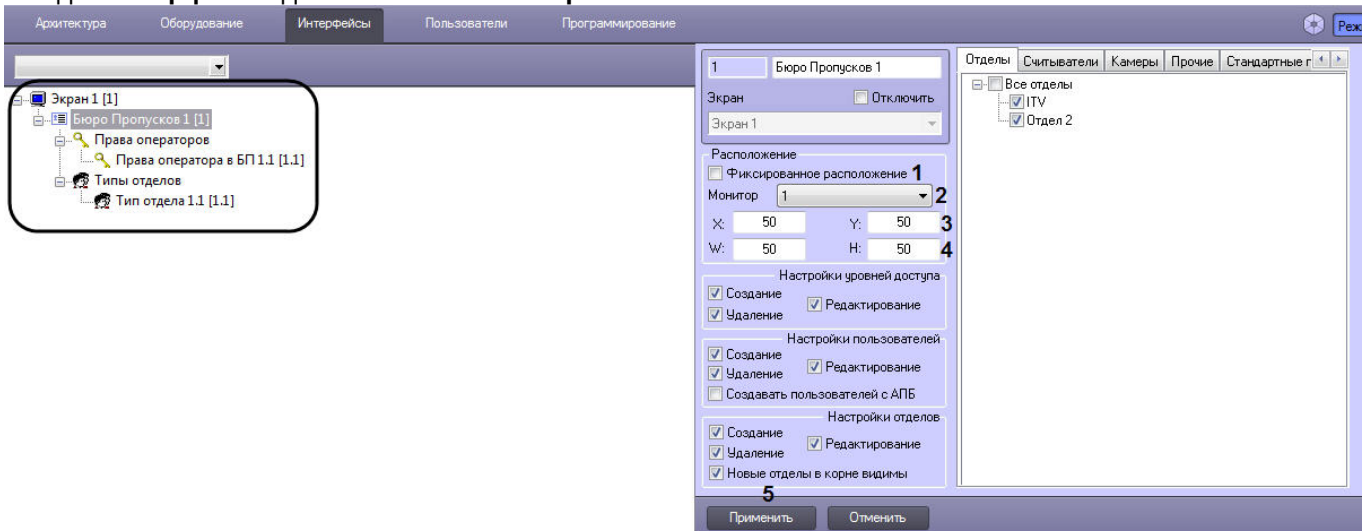 Архитектура Оборудование Интерфейсы Пользователи Программирование
Экран 1 [1]
Бюро Пропусков 1 [1]
Права операторов
Права оператора в БП 1.1 [1.1]
Типы отделов
Тип отдела 1.1 [1.1]
1 Бюро Пропусков 1
Экран Отключить
Экран 1
Расположение
Фиксированное расположение 1
Монитор 1 2
X: 50 Y: 50 3
W: 50 H: 50 4
Настройки уровней доступа
Создание
Редактирование
Удаление
Настройки пользователей
Создание
Редактирование
Удаление
Создавать пользователей с АПБ
Настройки отделов
Создание
Редактирование
Удаление
Новые отделы в корне видимы
5
Применить Отменить
Отделы Считыватели Камеры Прочие Стандартные
Все отделы
ITV
Отдел 2